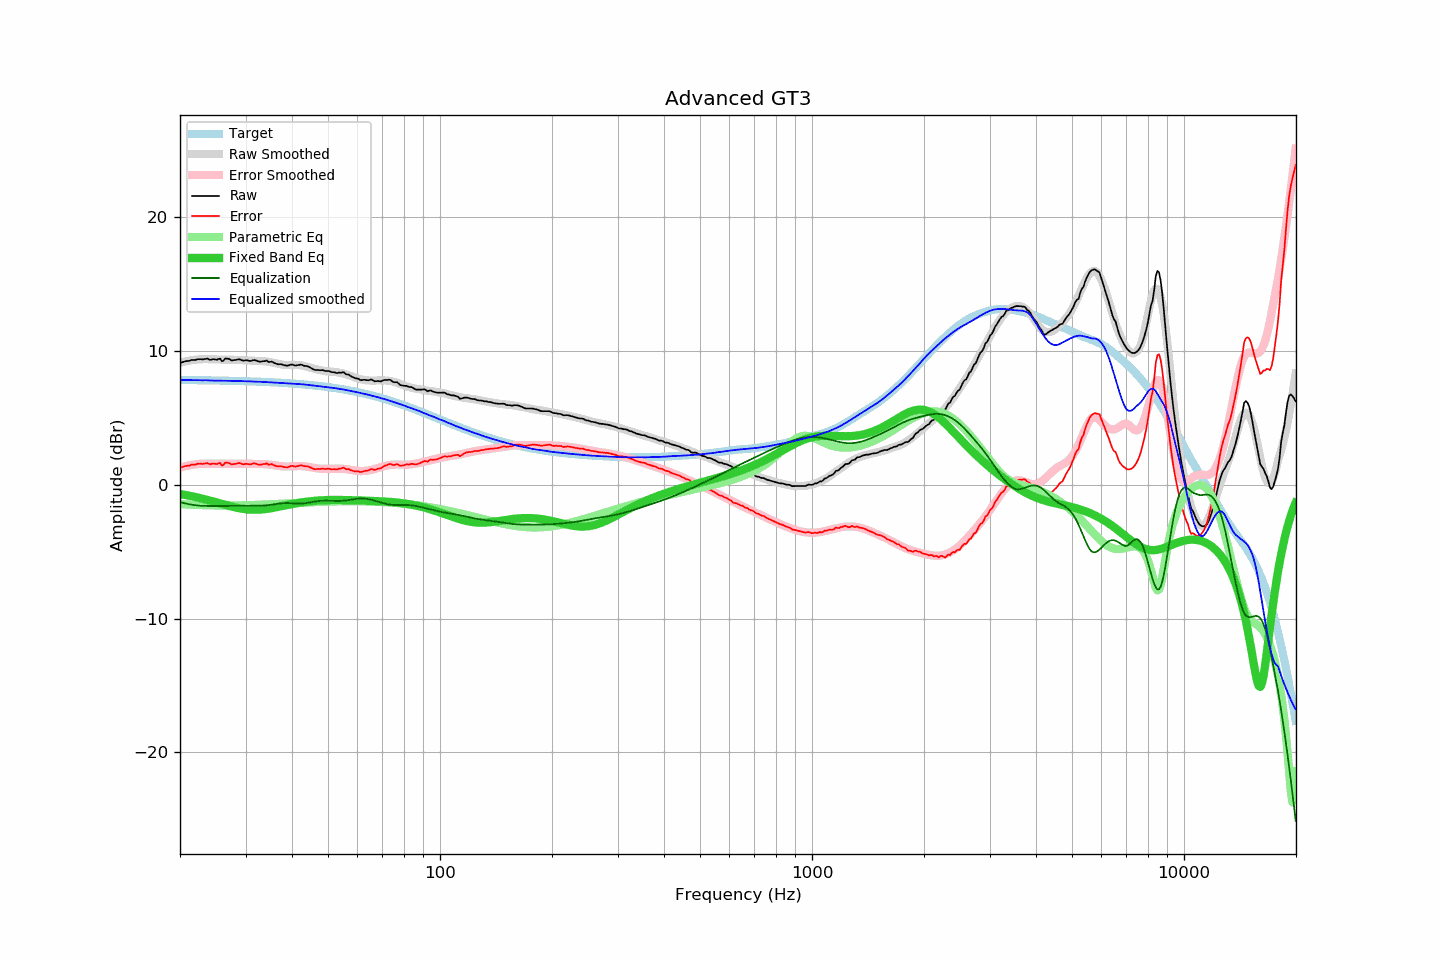 Advanced GT3
Target
Raw Smoothed
Error Smoothed
Raw
Error
Parametric Eq
Fixed Band Eq
Equalization
Equalized smoothed
20
10
0
−10
−20
Amplitude (dBr)
100
1000
10000
Frequency (Hz)